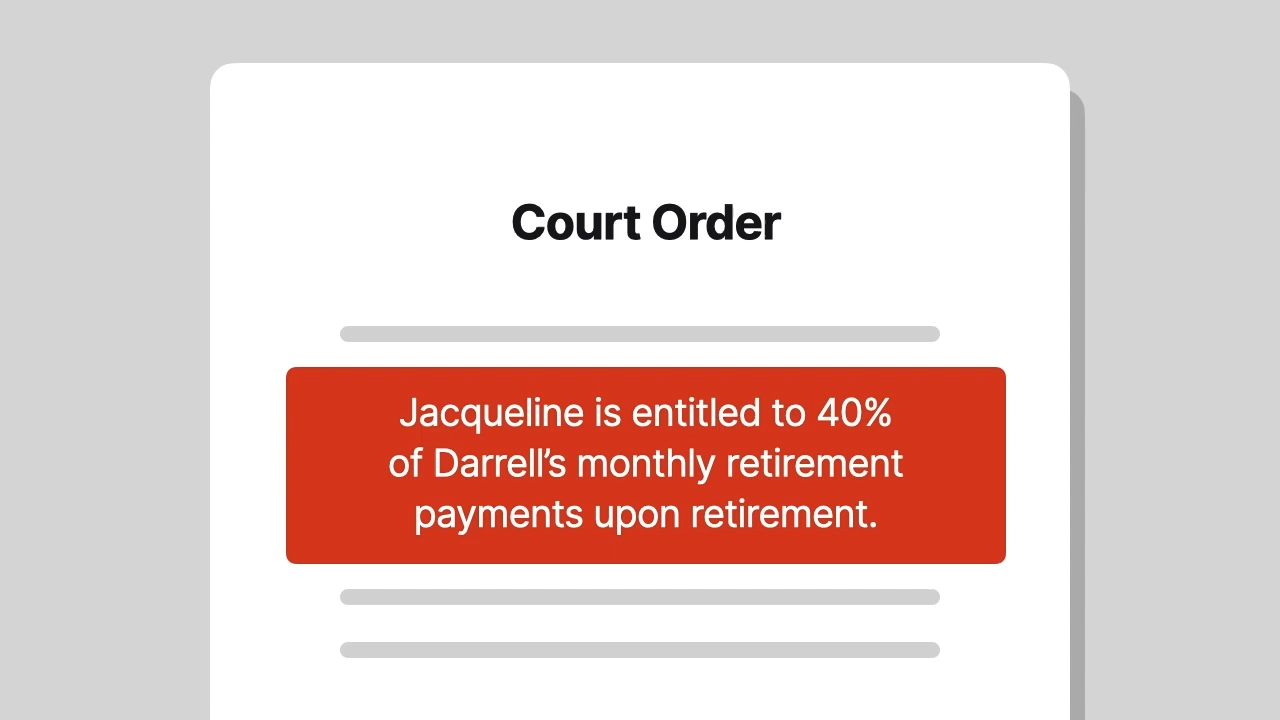 Court Order
Jacqueline is entitled to 40%
of Darrell’s monthly retirement
payments upon retirement.